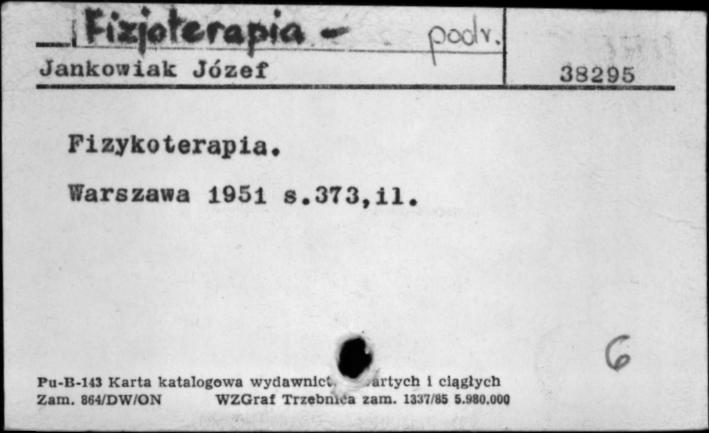 Fizjoterapia - podr.
Jankowiak Józef 38295
Fizykoterapia.
Warszawa 1951 s.373,il.
6
Pu-B-143 Karta katalogowa wydawnict artych i ciągłych
Zam. 864/DW/ON WZGraf Trzebnica zam. 1337/85 5.980.000